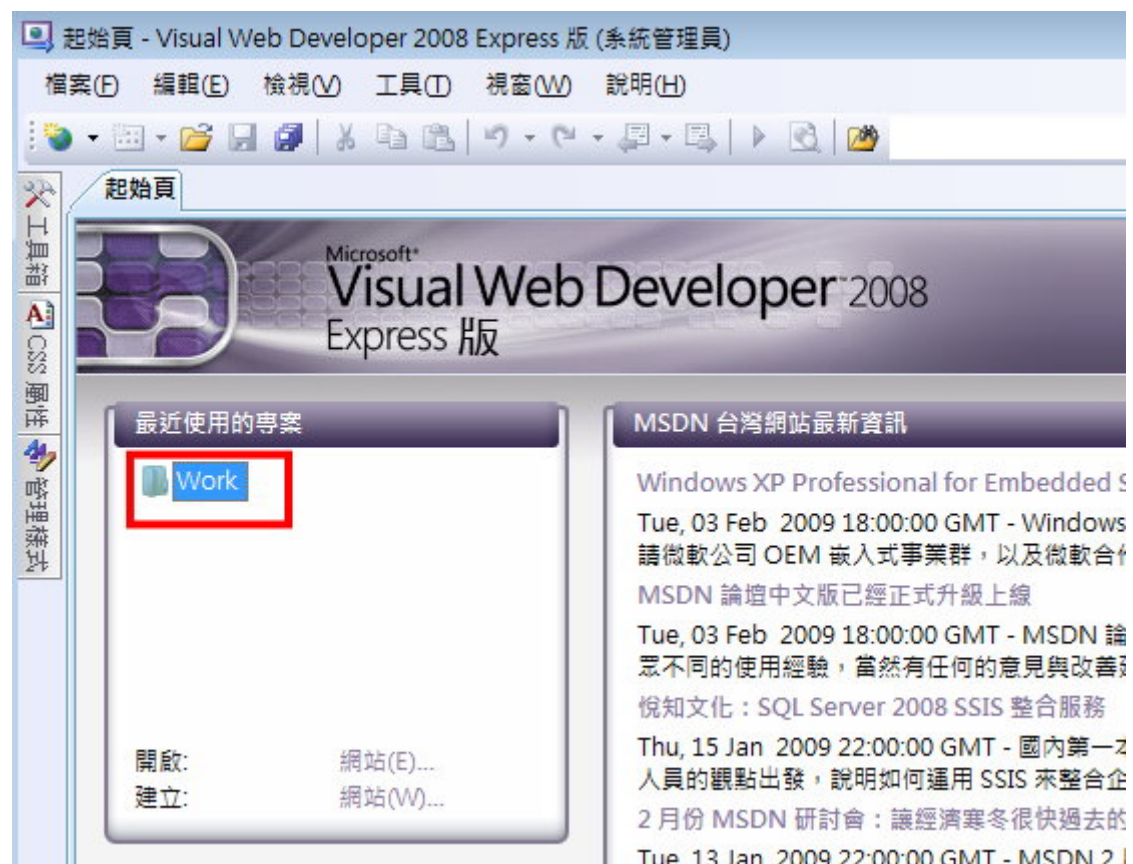 起始頁 - Visual Web Developer 2008 Express 版 (系統管理員)
檔案(F) 編輯(E) 檢視(V) 工具(T) 視窗(W) 說明(H)
起始頁
工具箱
CSS 屬性
管理樣式
Microsoft
Visual Web Developer 2008
Express 版
最近使用的專案
Work
開啟: 網站(E)...
建立: 網站(W)...
MSDN 台灣網站最新資訊
Windows XP Professional for Embedded S
Tue, 03 Feb 2009 18:00:00 GMT - Windows
請微軟公司 OEM 嵌入式事業群，以及微軟合
MSDN 論壇中文版已經正式升級上線
Tue, 03 Feb 2009 18:00:00 GMT - MSDN 論
眾不同的使用經驗，當然有任何的意見與改善
悅知文化：SQL Server 2008 SSIS 整合服務
Thu, 15 Jan 2009 22:00:00 GMT - 國內第一
人員的觀點出發，說明如何運用 SSIS 來整合企
2 月份 MSDN 研討會：讓經濟寒冬很快過去的
Tue, 13 Jan 2009 22:00:00 GMT - MSDN 2